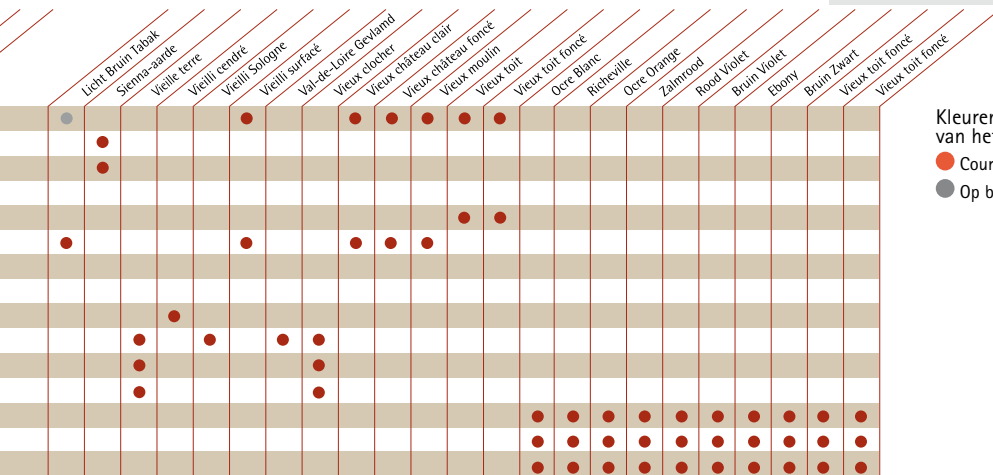 Licht Bruin Tabak
Sienna-aarde
Vieille terre
Vieilli cendré
Vieilli Sologne
Vieilli surfacé
Val-de-Loire Gevlamd
Vieux clocher
Vieux château clair
Vieux château foncé
Vieux moulin
Vieux toit
Vieux toit foncé
Ocre Blanc
Richeville
Ocre Orange
Zalmrood
Rood Violet
Bruin Violet
Ebony
Bruin Zwart
Vieux toit foncé
Vieux toit foncé
Kleuren
van he
Cour
Op b